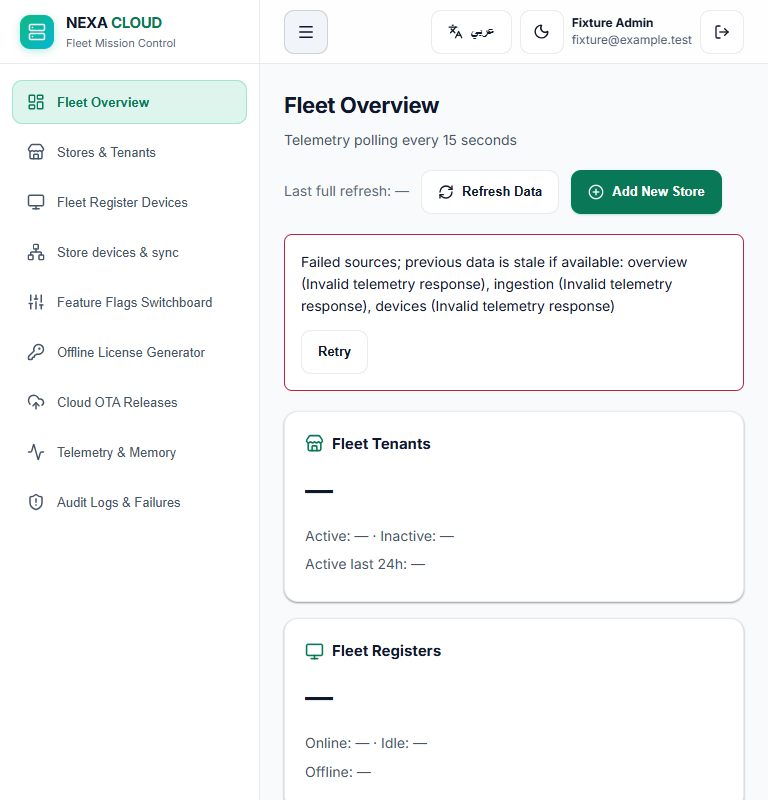 NEXA CLOUD
Fleet Mission Control
Fleet Overview
Stores & Tenants
Fleet Register Devices
Store devices & sync
Feature Flags Switchboard
Offline License Generator
Cloud OTA Releases
Telemetry & Memory
Audit Logs & Failures
عربي
Fixture Admin
fixture@example.test
Fleet Overview
Telemetry polling every 15 seconds
Last full refresh: —
Refresh Data
Add New Store
Failed sources; previous data is stale if available: overview
(Invalid telemetry response), ingestion (Invalid telemetry
response), devices (Invalid telemetry response)
Retry
Fleet Tenants
—
Active: — · Inactive: —
Active last 24h: —
Fleet Registers
—
Online: — · Idle: —
Offline: —